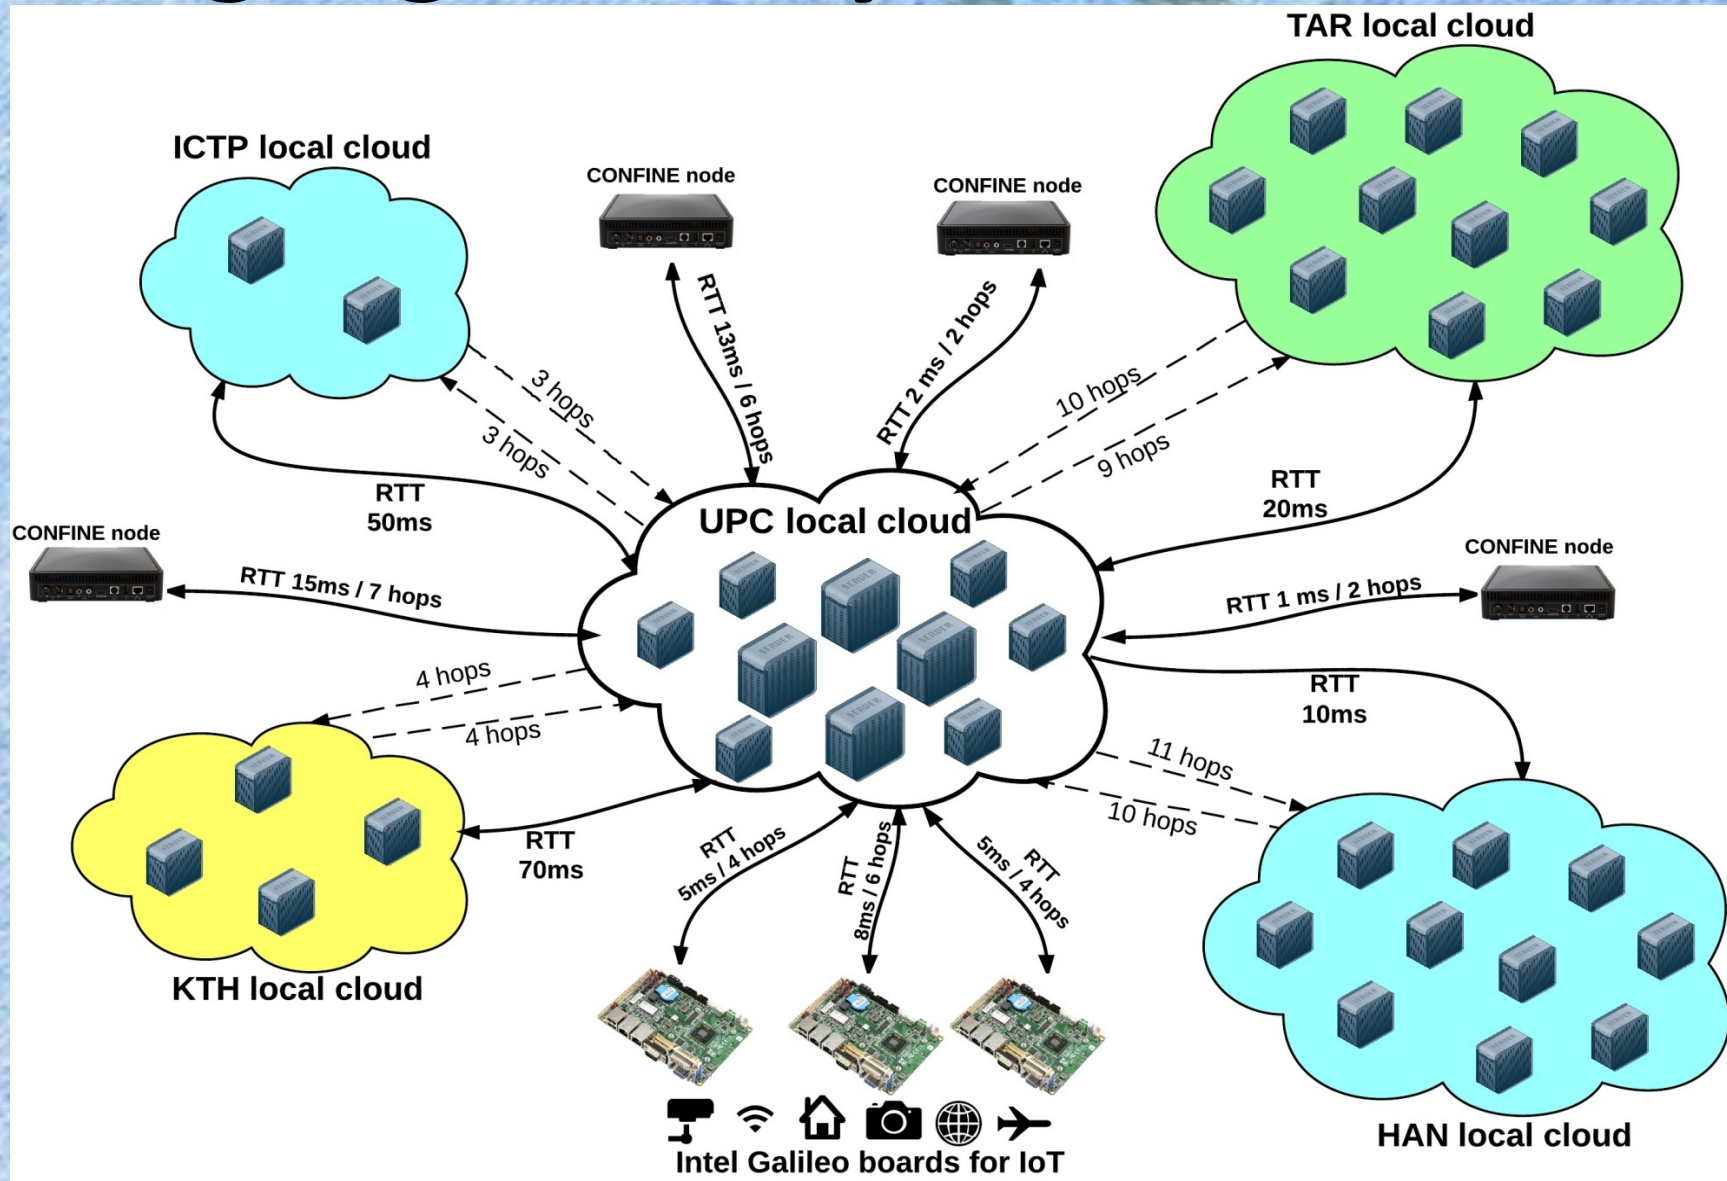 TAR local cloud
ICTP local cloud
CONFINE node
CONFINE node
RTT 13ms / 6 hops
RTT 2 ms / 2 hops
3 hops
3 hops
10 hops
9 hops
RTT
50ms
RTT
20ms
UPC local cloud
CONFINE node
CONFINE node
RTT 15ms / 7 hops
RTT 1 ms / 2 hops
4 hops
4 hops
RTT
10ms
11 hops
10 hops
RTT
70ms
RTT
5ms / 4 hops
RTT
8ms / 6 hops
RTT
5ms / 4 hops
KTH local cloud
HAN local cloud
Intel Galileo boards for IoT
SERVER
SERVER
SERVER
SERVER